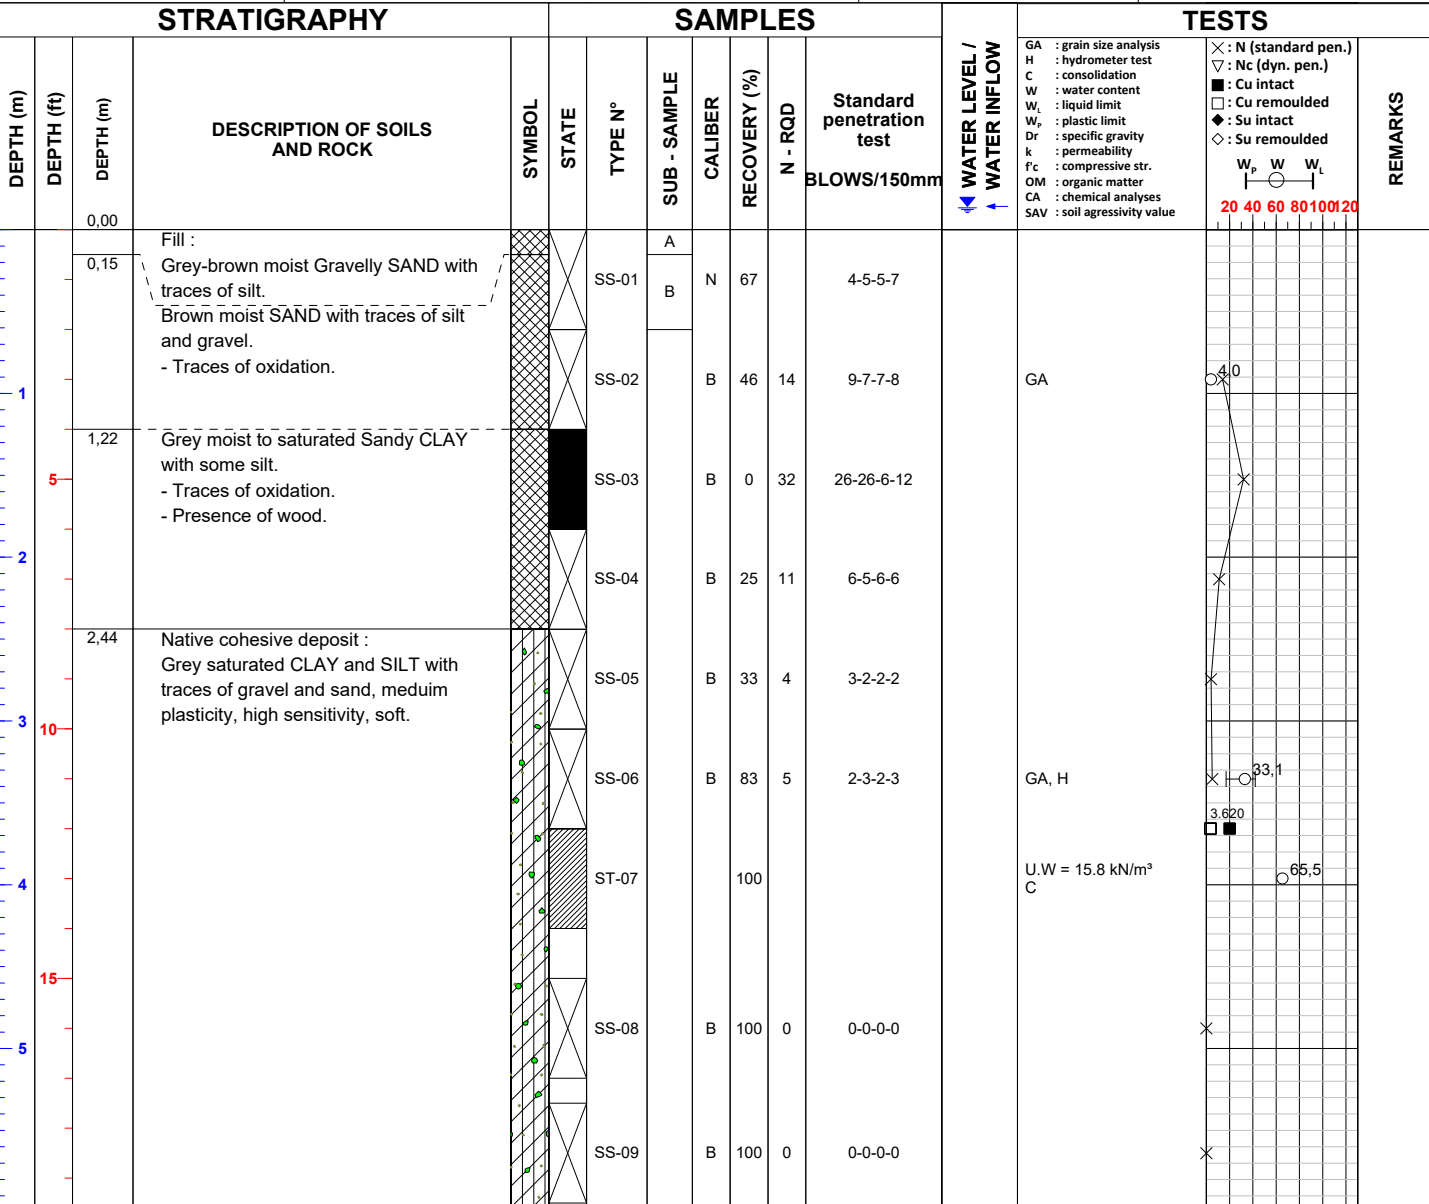 STRATIGRAPHY SAMPLES TESTS
DEPTH (m)
DEPTH (ft)
DEPTH (m)
DESCRIPTION OF SOILS
AND ROCK
SYMBOL
STATE
TYPE N°
SUB - SAMPLE
CALIBER
RECOVERY (%)
N - RQD
Standard
penetration
test
BLOWS/150mm
WATER LEVEL /
WATER INFLOW
GA : grain size analysis
H : hydrometer test
C : consolidation
W : water content
WL : liquid limit
WP : plastic limit
Dr : specific gravity
k : permeability
f'c : compressive str.
OM : organic matter
CA : chemical analyses
SAV : soil agressivity value
: N (standard pen.)
: Nc (dyn. pen.)
: Cu intact
: Cu remoulded
: Su intact
: Su remoulded
WP W WL
20 40 60 80 100 120
REMARKS
0,00
Fill :
0,15 Grey-brown moist Gravelly SAND with
traces of silt.
Brown moist SAND with traces of silt
and gravel.
- Traces of oxidation.
A
B
SS-01 N 67 4-5-5-7
1
SS-02 B 46 14 9-7-7-8 GA 4,0
1,22 Grey moist to saturated Sandy CLAY
with some silt.
- Traces of oxidation.
- Presence of wood.
5
SS-03 B 0 32 26-26-6-12
2
SS-04 B 25 11 6-5-6-6
2,44 Native cohesive deposit :
Grey saturated CLAY and SILT with
traces of gravel and sand, meduim
plasticity, high sensitivity, soft.
SS-05 B 33 4 3-2-2-2
3
10
SS-06 B 83 5 2-3-2-3 GA, H 33,1
3.6 20
ST-07 100 U.W = 15.8 kN/m³ 65,5
C
4
15
SS-08 B 100 0 0-0-0-0
5
SS-09 B 100 0 0-0-0-0